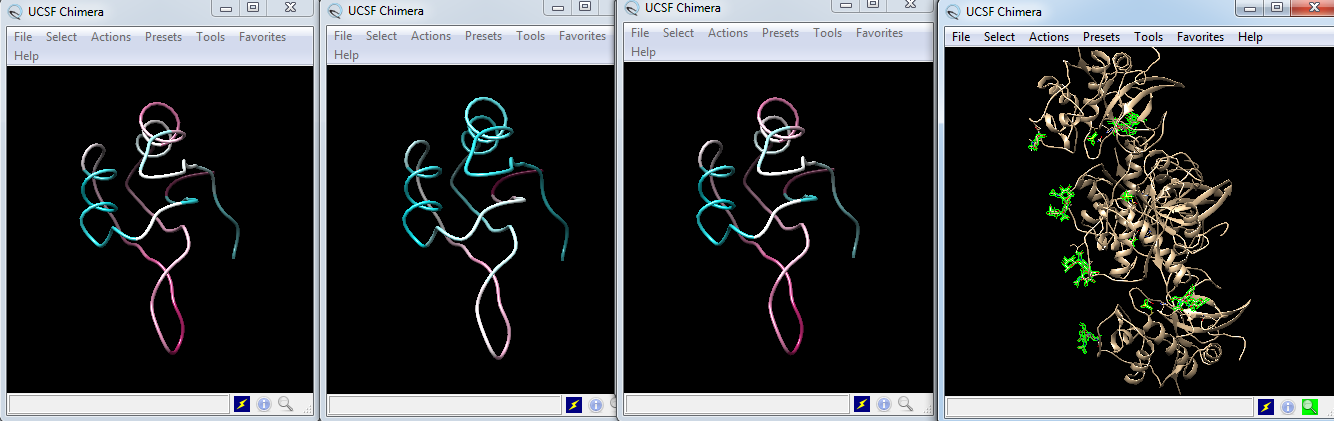 UCSF Chimera
File Select Actions Presets Tools Favorites
Help
UCSF Chimera
File Select Actions Presets Tools Favorites
Help
UCSF Chimera
File Select Actions Presets Tools Favorites
Help
UCSF Chimera
File Select Actions Presets Tools Favorites Help